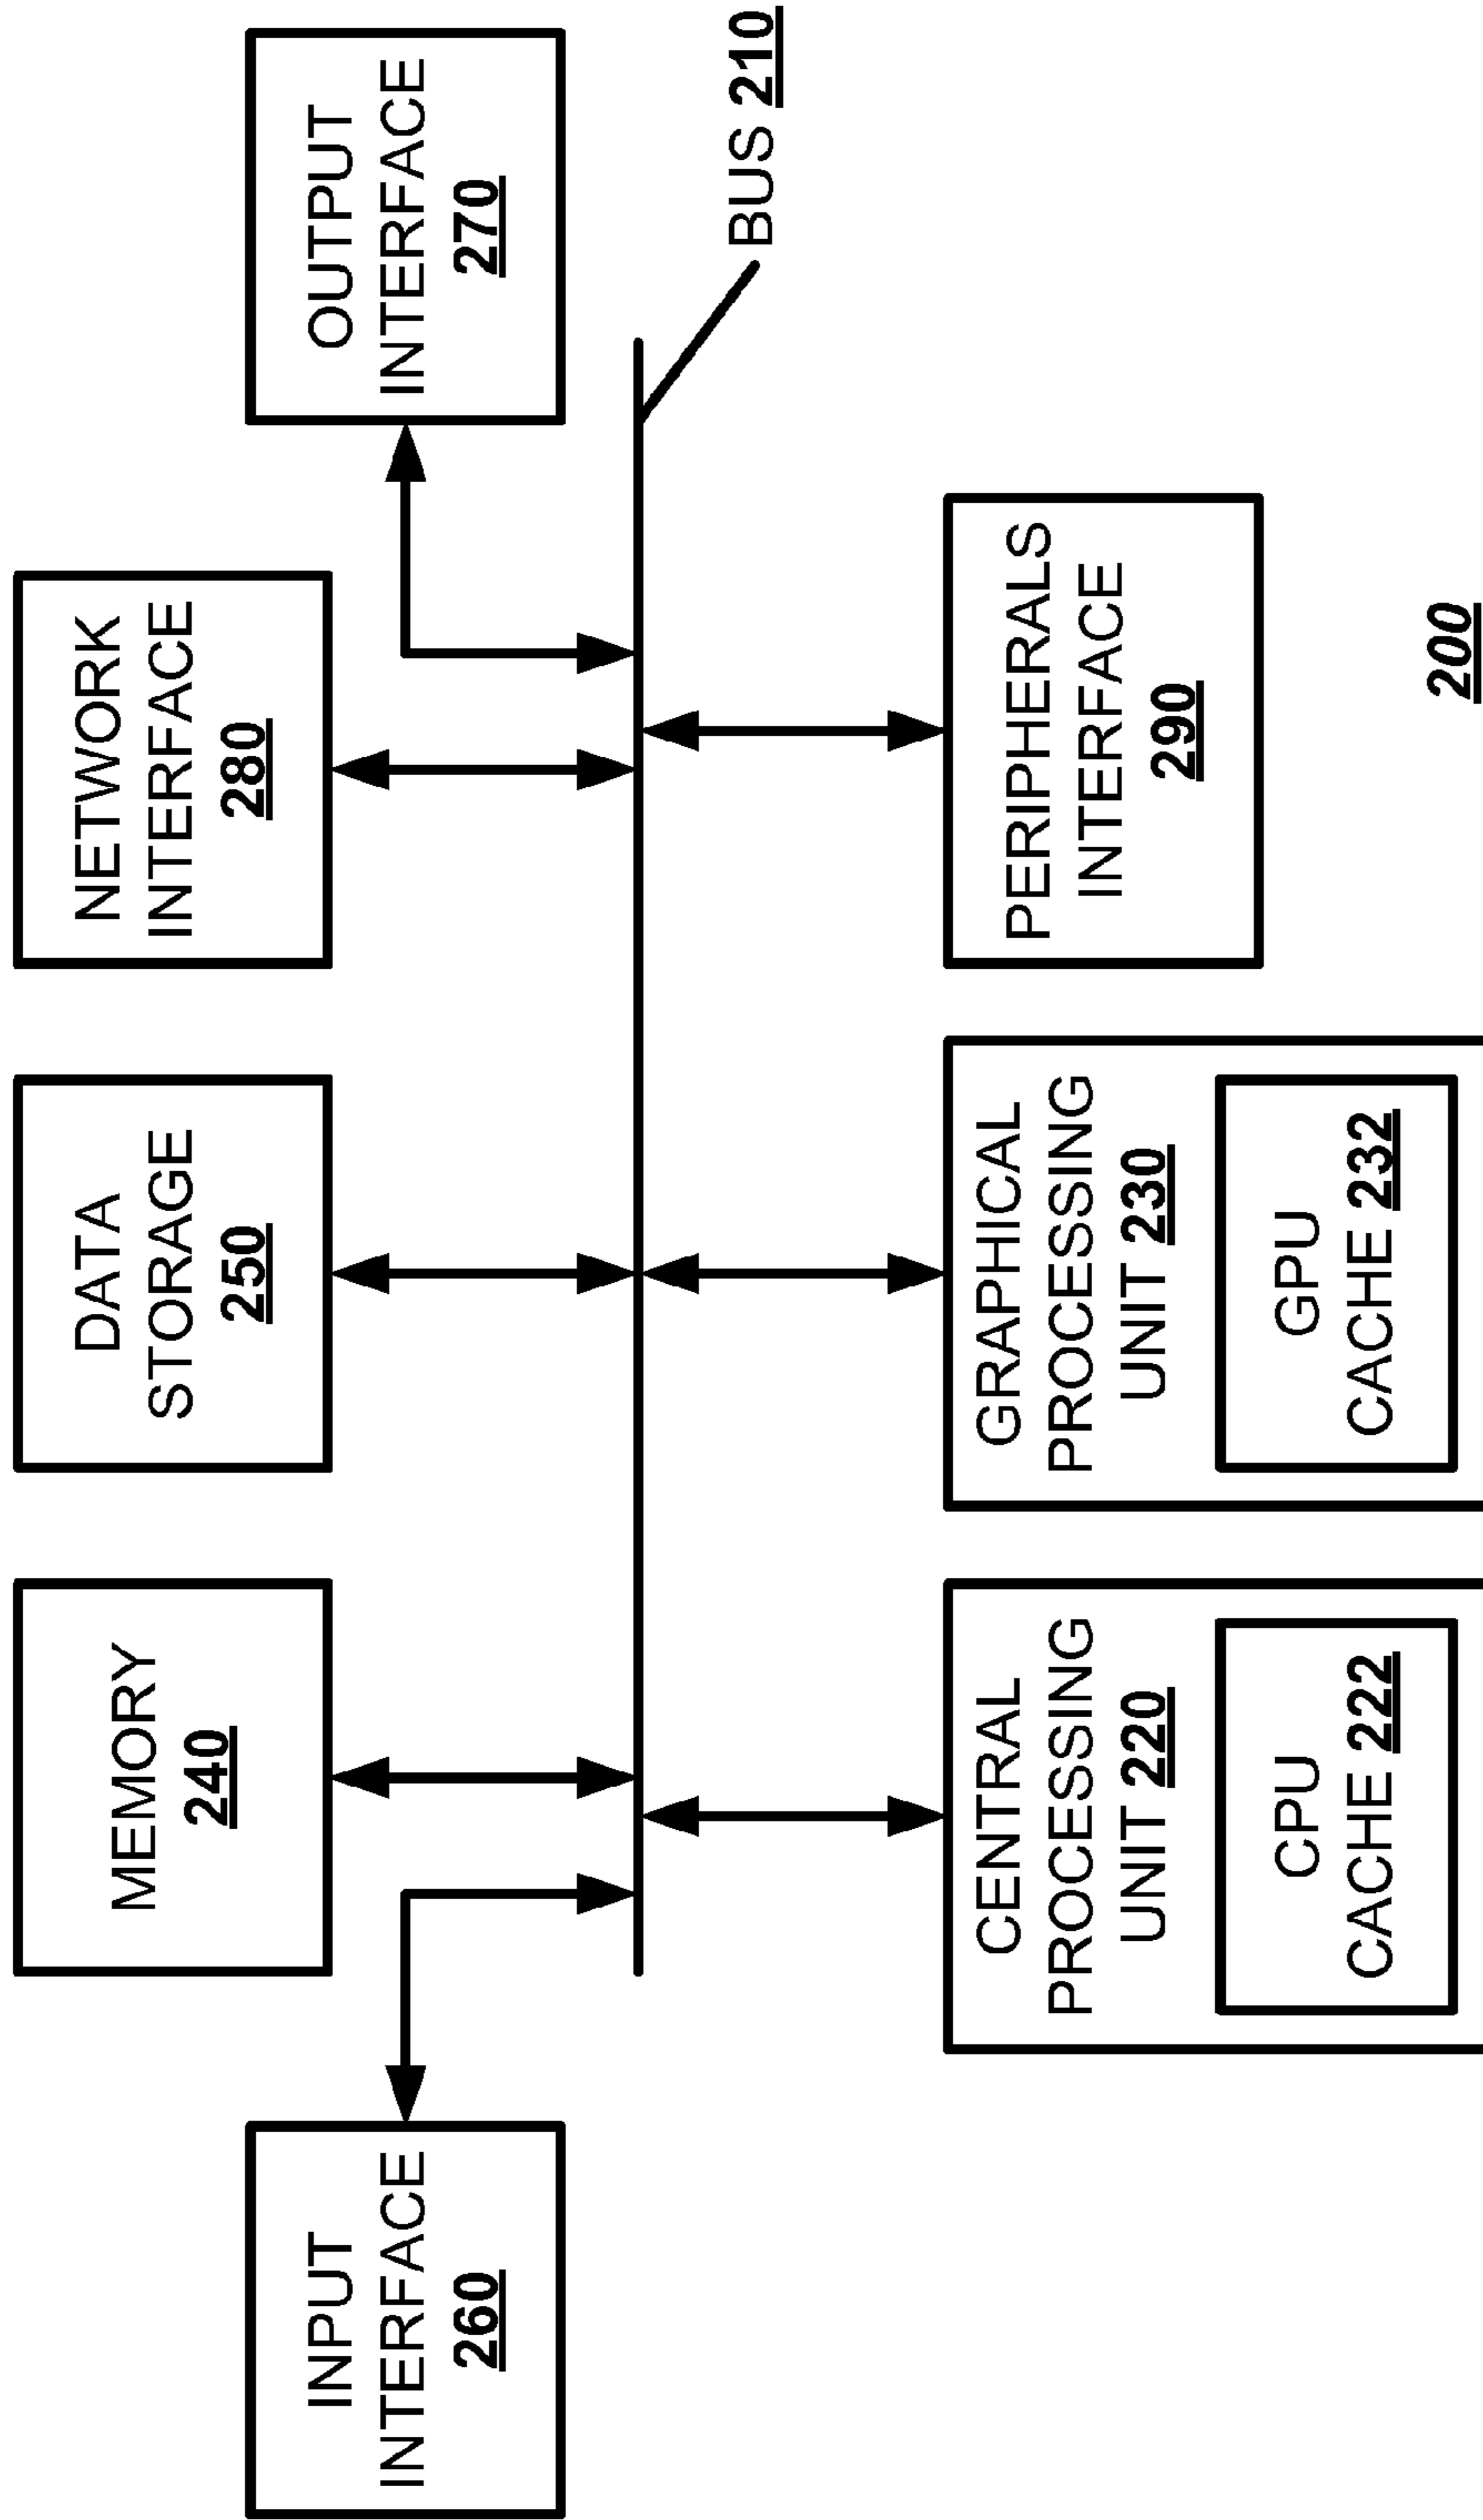 MEMORY
240
DATA
STORAGE
250
NETWORK
INTERFACE
280
INPUT
INTERFACE
260
OUTPUT
INTERFACE
270
BUS 210
CENTRAL
PROCESSING
UNIT 220
CPU
CACHE 222
GRAPHICAL
PROCESSING
UNIT 230
GPU
CACHE 232
PERIPHERALS
INTERFACE
290
200